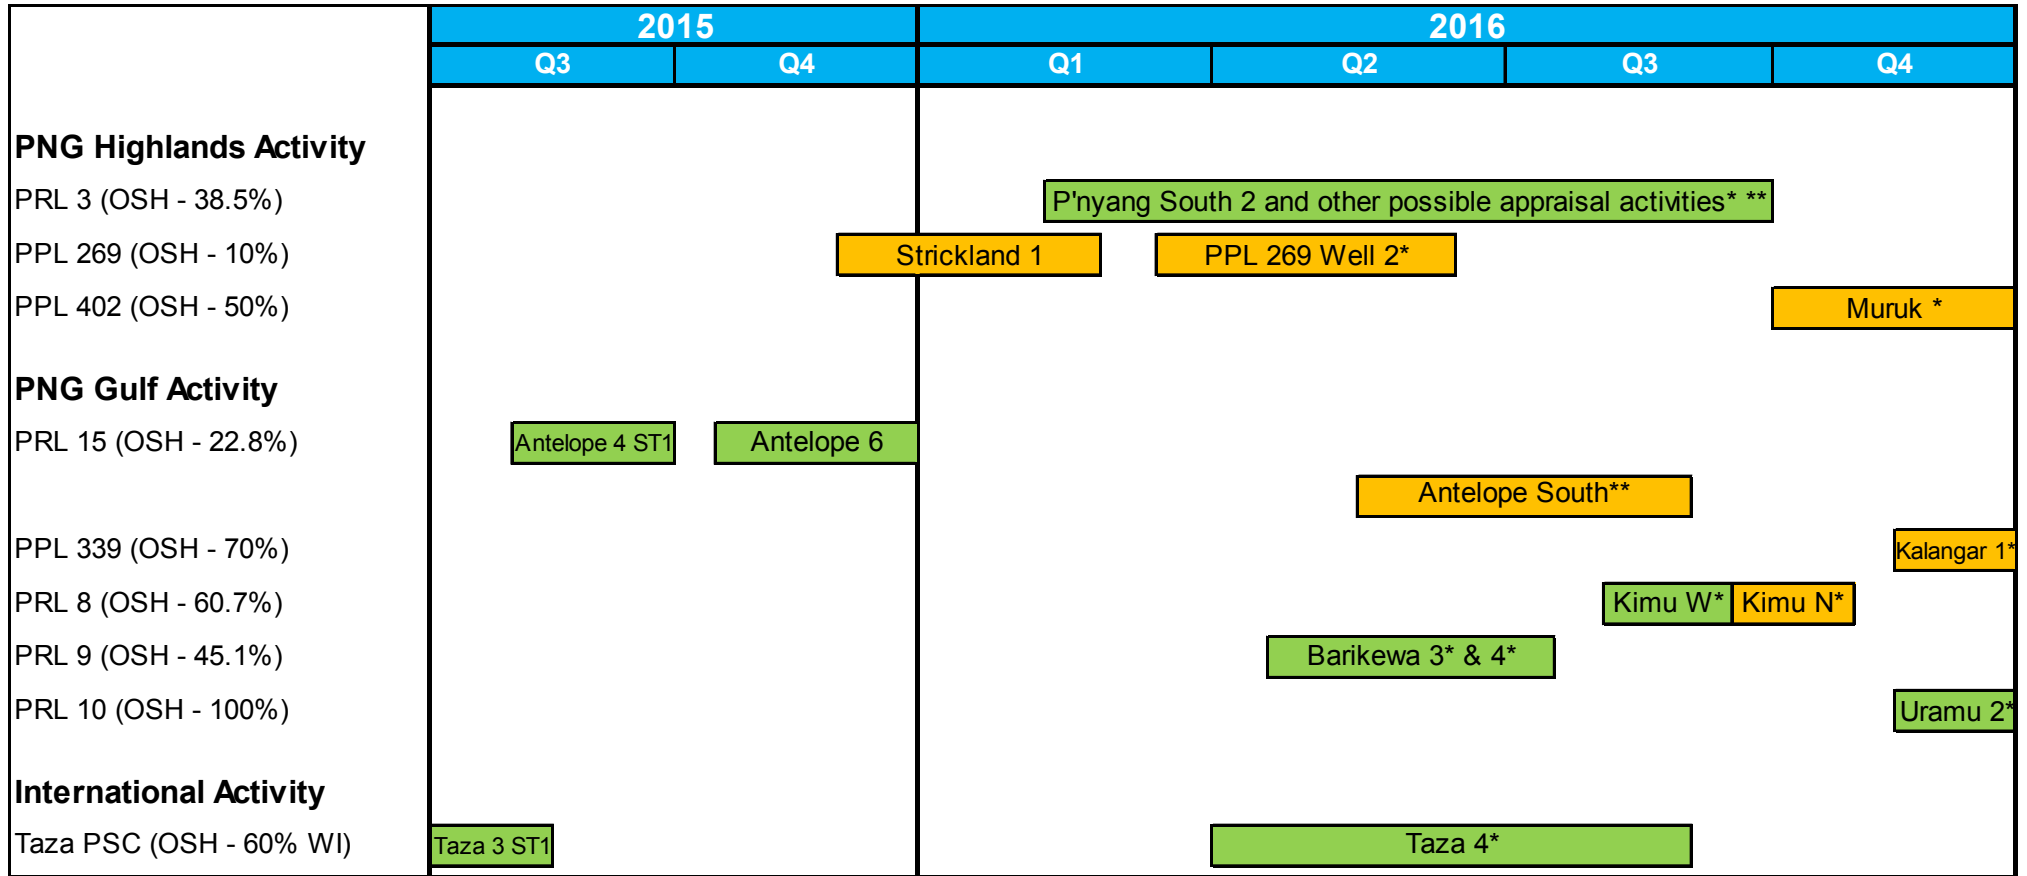 2015 2016
Q3 Q4 Q1 Q2 Q3 Q4
PNG Highlands Activity
PRL 3 (OSH - 38.5%) P'nyang South 2 and other possible appraisal activities* **
PPL 269 (OSH - 10%) Strickland 1 PPL 269 Well 2*
PPL 402 (OSH - 50%) Muruk *
PNG Gulf Activity
PRL 15 (OSH - 22.8%) Antelope 4 ST1 Antelope 6
Antelope South**
PPL 339 (OSH - 70%) Kalangar 1*
PRL 8 (OSH - 60.7%) Kimu W* Kimu N*
PRL 9 (OSH - 45.1%) Barikewa 3* & 4*
PRL 10 (OSH - 100%) Uramu 2*
International Activity
Taza PSC (OSH - 60% WI) Taza 3 ST1 Taza 4*